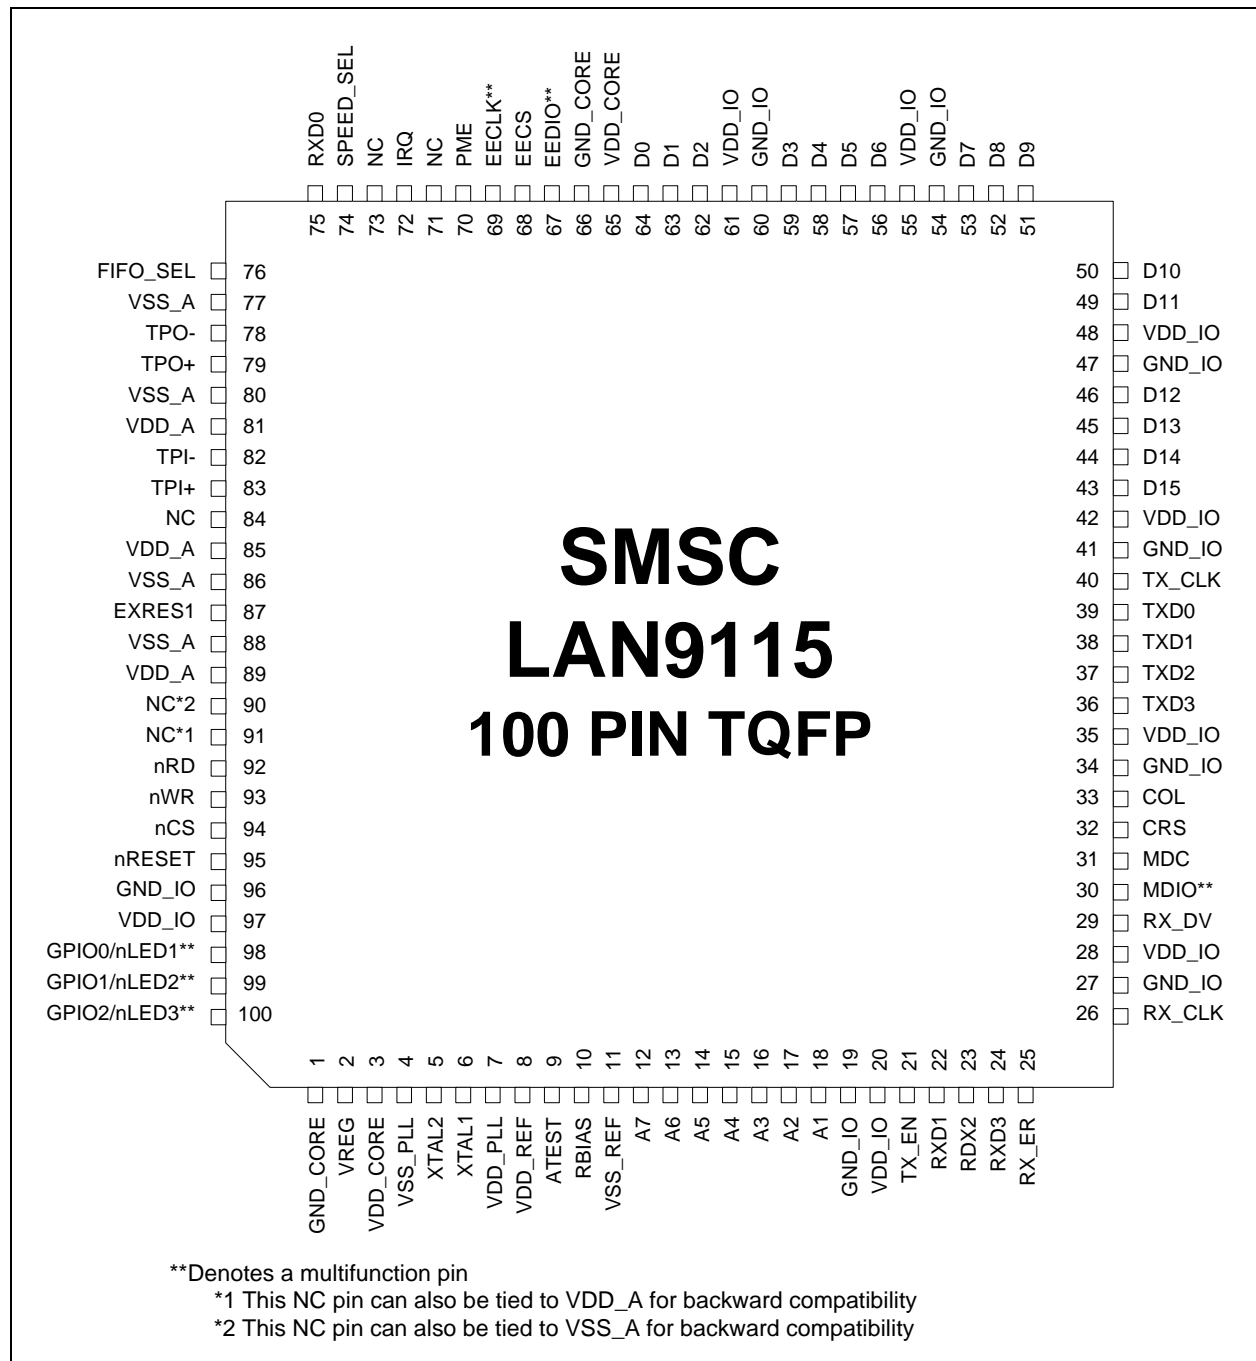 RXD0
SPEED_SEL
NC
IRQ
NC
PME
EECLK**
EECS
EEDIO**
GND_CORE
VDD_CORE
D0
D1
D2
VDD_IO
GND_IO
D3
D4
D5
D6
VDD_IO
GND_IO
D7
D8
D9
75
74
73
72
71
70
69
68
67
66
65
64
63
62
61
60
59
58
57
56
55
54
53
52
51
FIFO_SEL 76
VSS_A 77
TPO- 78
TPO+ 79
VSS_A 80
VDD_A 81
TPI- 82
TPI+ 83
NC 84
VDD_A 85
VSS_A 86
EXRES1 87
VSS_A 88
VDD_A 89
NC*2 90
NC*1 91
nRD 92
nWR 93
nCS 94
nRESET 95
GND_IO 96
VDD_IO 97
GPIO0/nLED1** 98
GPIO1/nLED2** 99
GPIO2/nLED3** 100
SMSC
LAN9115
100 PIN TQFP
50 D10
49 D11
48 VDD_IO
47 GND_IO
46 D12
45 D13
44 D14
43 D15
42 VDD_IO
41 GND_IO
40 TX_CLK
39 TXD0
38 TXD1
37 TXD2
36 TXD3
35 VDD_IO
34 GND_IO
33 COL
32 CRS
31 MDC
30 MDIO**
29 RX_DV
28 VDD_IO
27 GND_IO
26 RX_CLK
1
2
3
4
5
6
7
8
9
10
11
12
13
14
15
16
17
18
19
20
21
22
23
24
25
GND_CORE
VREG
VDD_CORE
VSS_PLL
XTAL2
XTAL1
VDD_PLL
VDD_REF
ATEST
RBIAS
VSS_REF
A7
A6
A5
A4
A3
A2
A1
GND_IO
VDD_IO
TX_EN
RXD1
RDX2
RXD3
RX_ER
**Denotes a multifunction pin
*1 This NC pin can also be tied to VDD_A for backward compatibility
*2 This NC pin can also be tied to VSS_A for backward compatibility